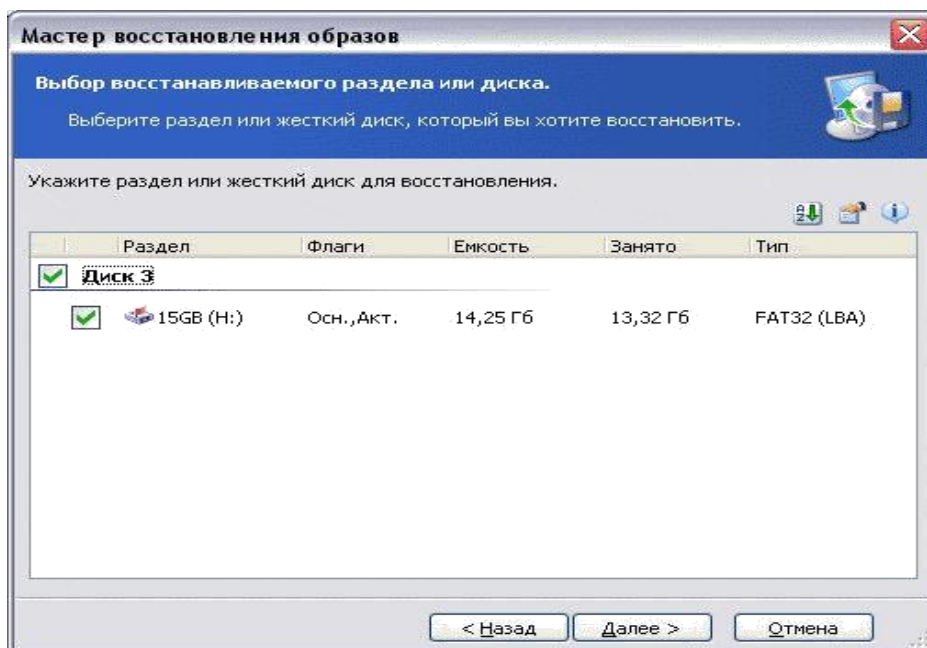 Мастер восстановления образов
Выбор восстанавливаемого раздела или диска.
Выберите раздел или жесткий диск, который вы хотите восстановить.
Укажите раздел или жесткий диск для восстановления.
Раздел Флаги Емкость Занято Тип
Диск 3
15GB (H:) Осн.,Акт. 14,25 Гб 13,32 Гб FAT32 (LBA)
< Назад Далее > Отмена